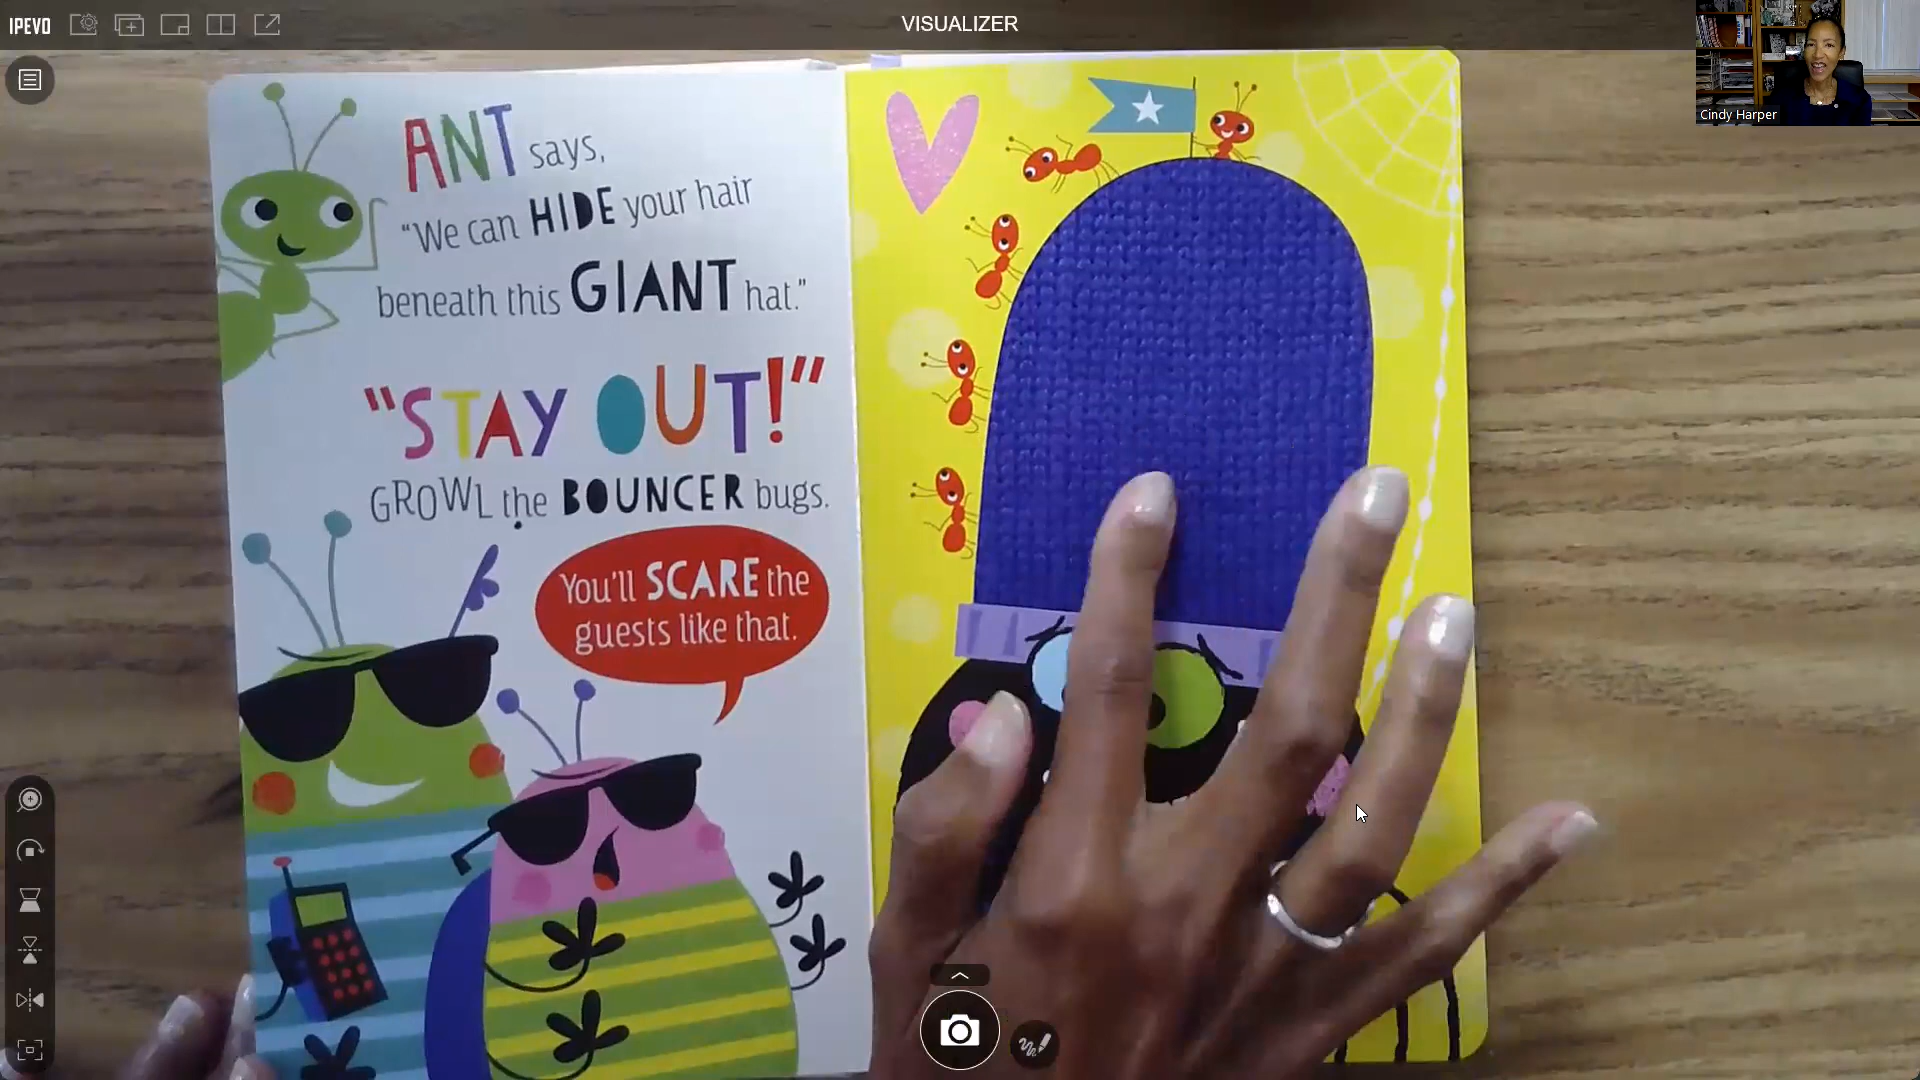 IPEVO
VISUALIZER
Cindy Harper
ANT says,
"We can HIDE your hair
beneath this GIANT hat."
"STAY OUT!"
GROWL the BOUNCER bugs.
You'll SCARE the
guests like that.